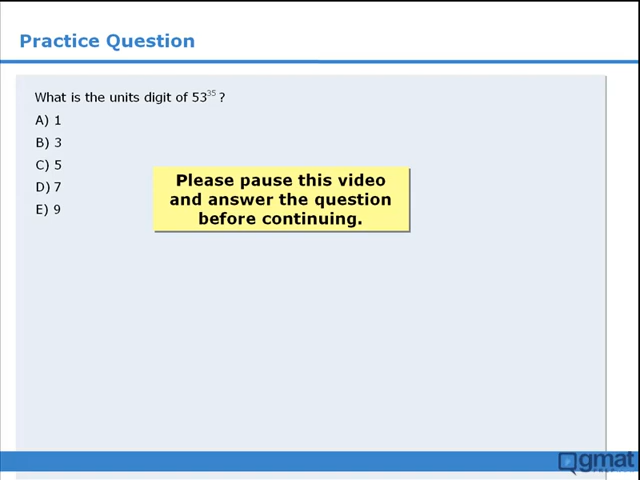 Practice Question
What is the units digit of 53³⁵ ?
A) 1
B) 3
C) 5
D) 7
E) 9
Please pause this video
and answer the question
before continuing.
gmat